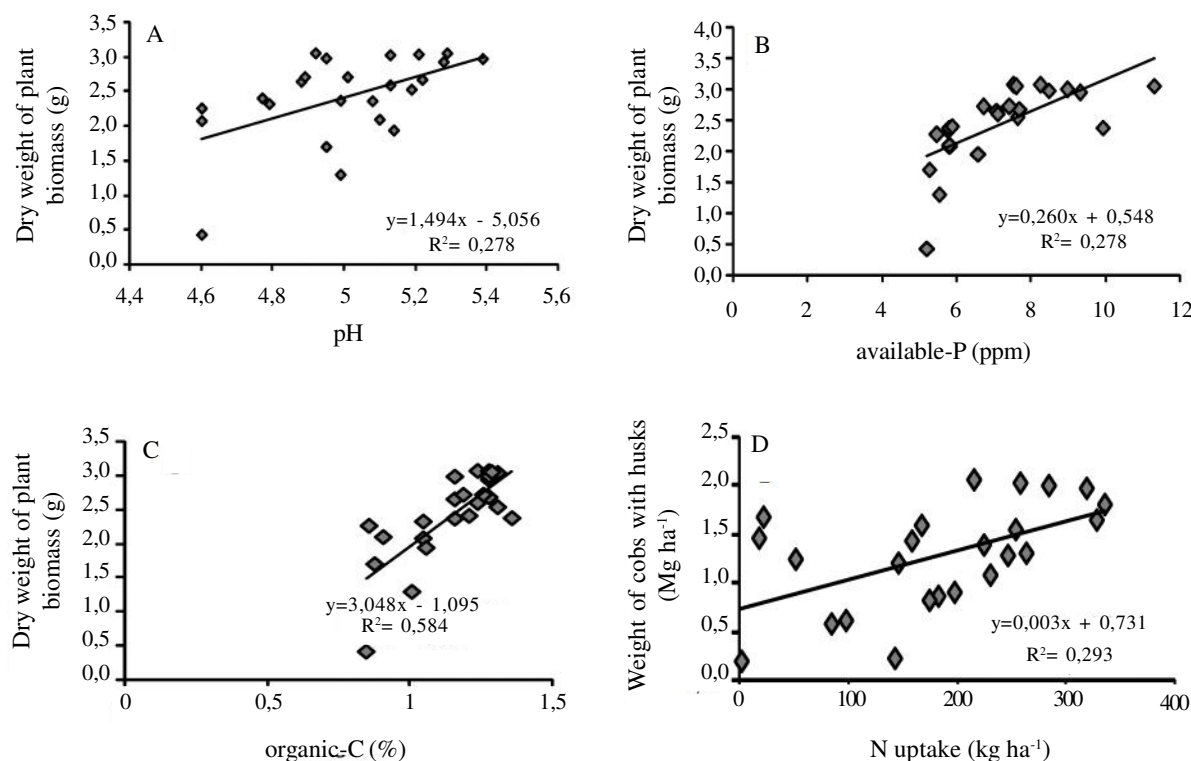 A
Dry weight of plant
biomass (g)
3,5
3,0
2,5
2,0
1,5
1,0
0,5
0,0
y=1,494x - 5,056
R²= 0,278
4,4 4,6 4,8 5 5,2 5,4 5,6
pH
B
Dry weight of plant
biomass (g)
4,0
3,5
3,0
2,5
2,0
1,5
1,0
0,5
0,0
y=0,260x + 0,548
R²= 0,278
0 2 4 6 8 10 12
available-P (ppm)
C
Dry weight of plant
biomass (g)
3,5
3,0
2,5
2,0
1,5
1,0
0,5
0,0
y=3,048x - 1,095
R²= 0,584
0 0,5 1 1,5
organic-C (%)
D
Weight of cobs with husks
(Mg ha⁻¹)
2,5
2,0
1,5
1,0
0,5
0,0
y=0,003x + 0,731
R²= 0,293
0 100 200 300 400
N uptake (kg ha⁻¹)